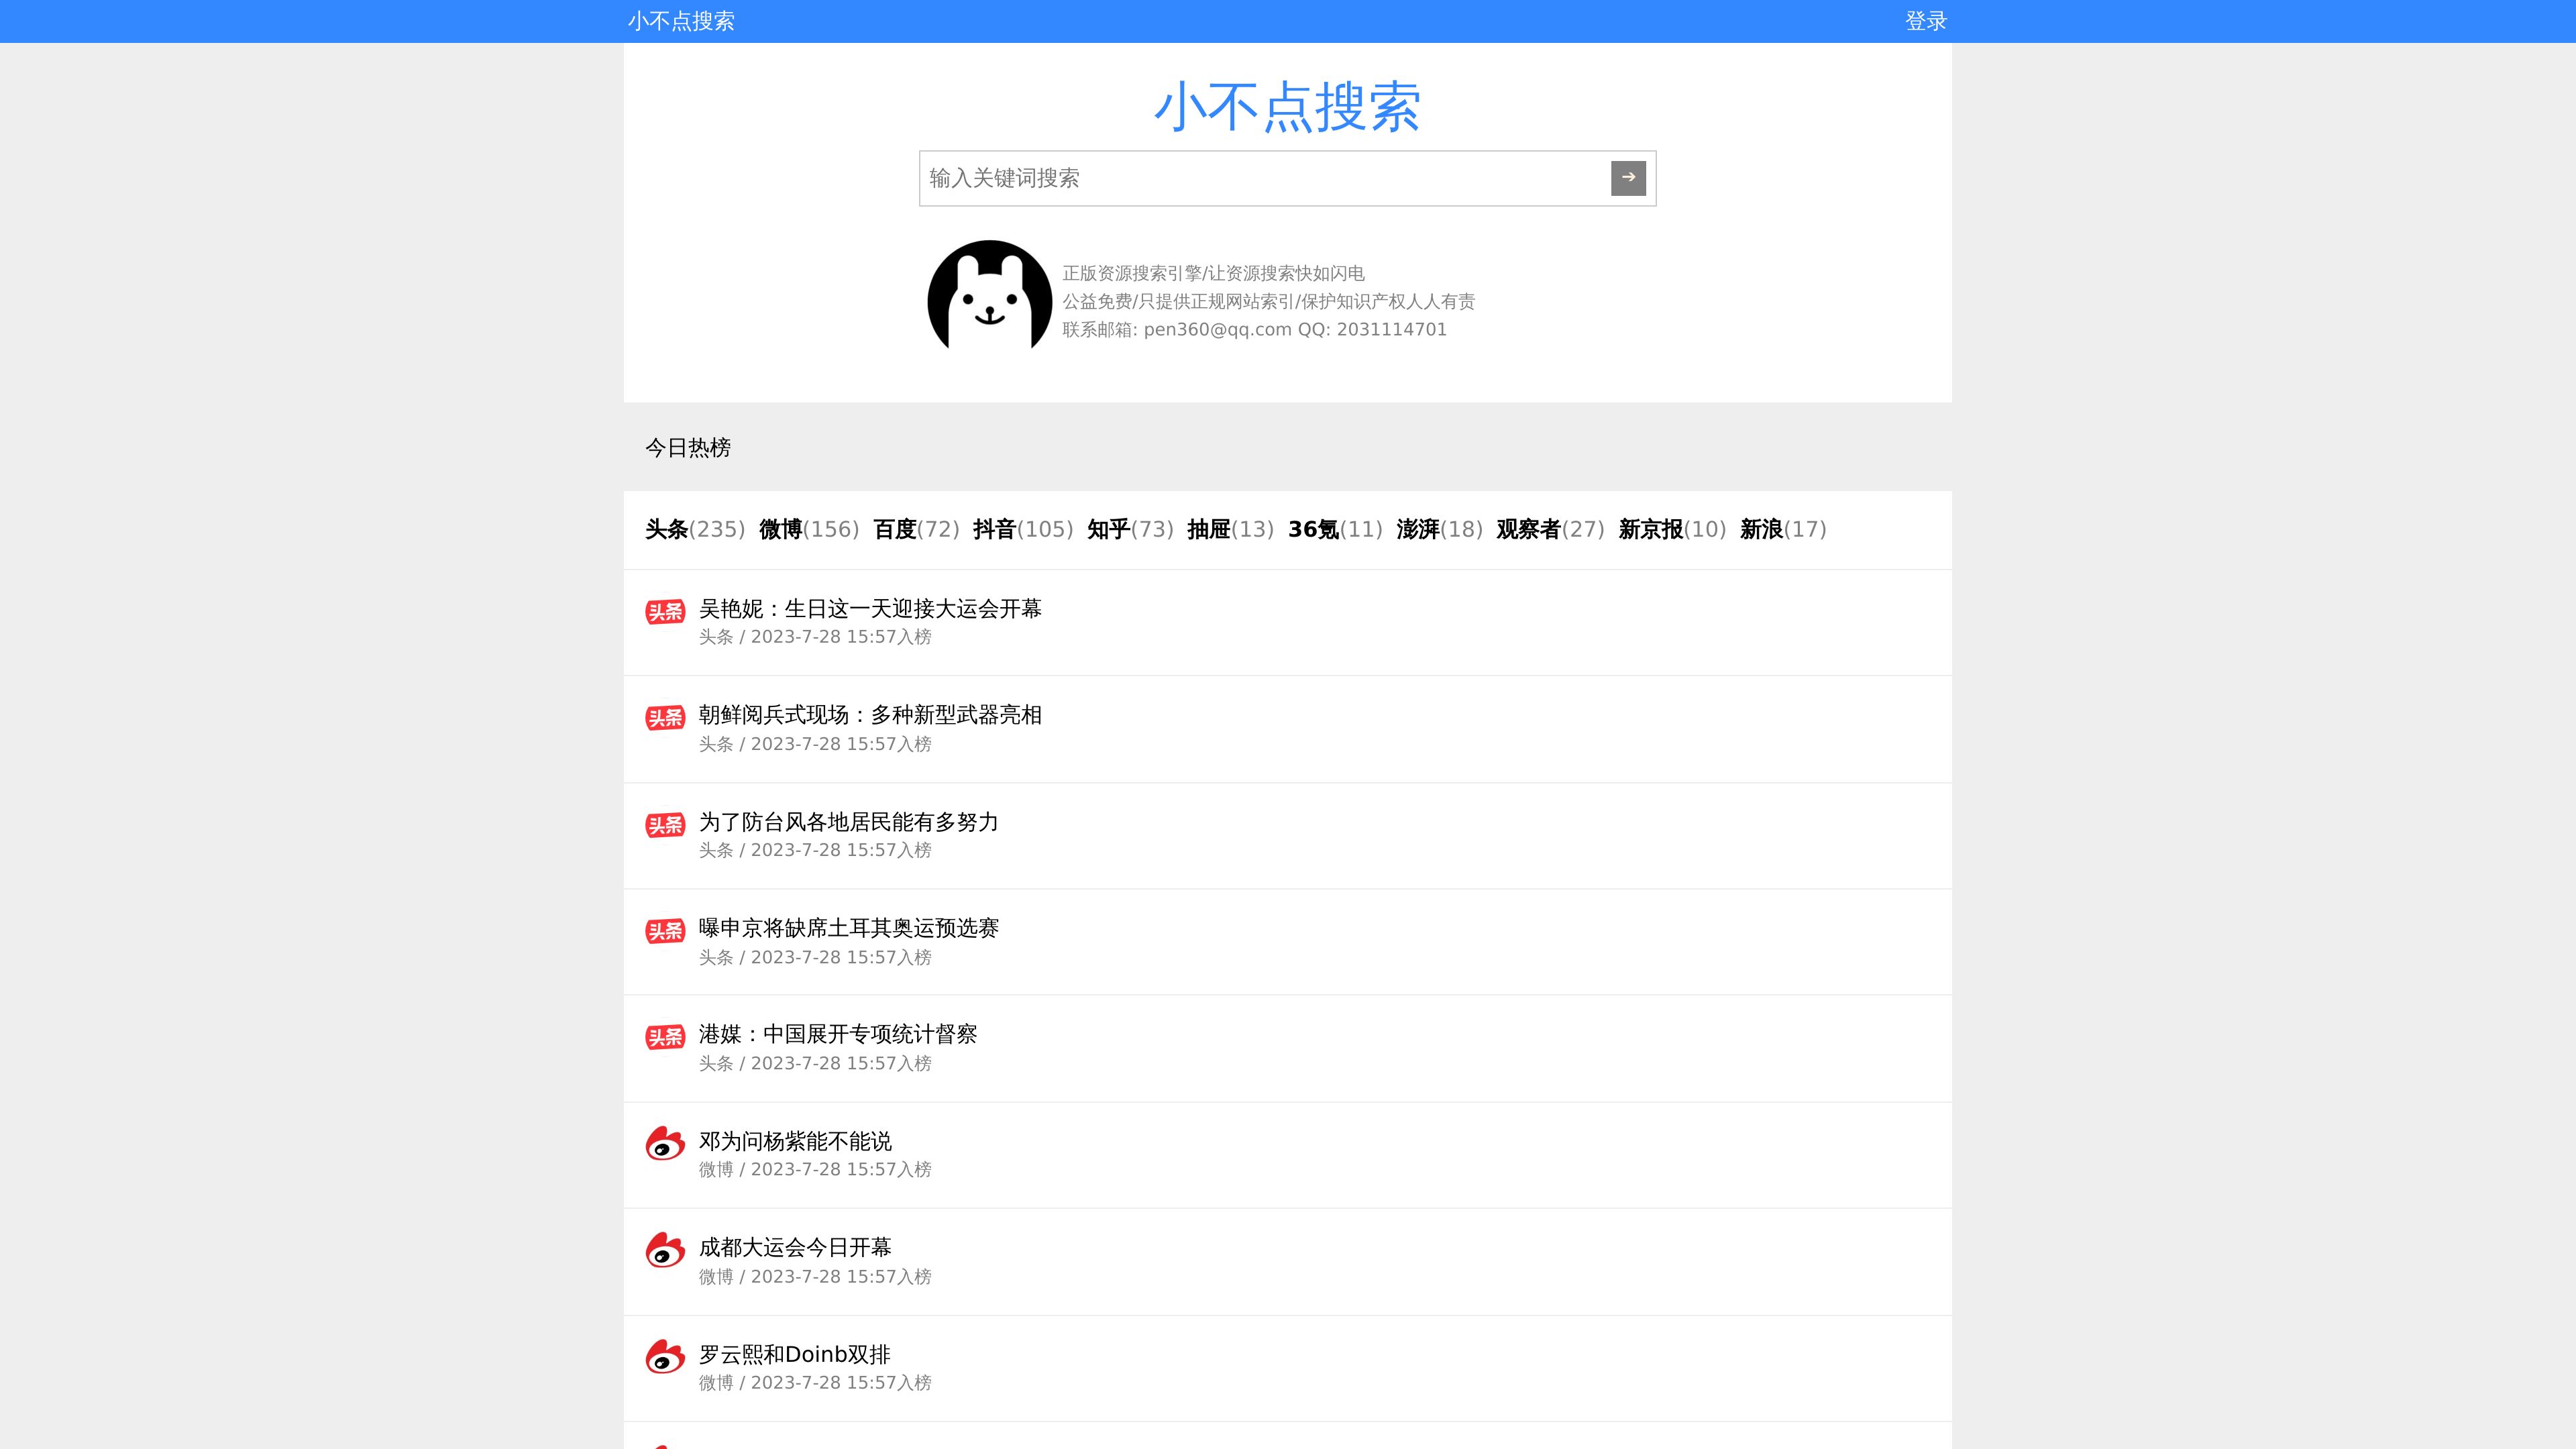 小不点搜索 登录
小不点搜索
输入关键词搜索 ➔
正版资源搜索引擎/让资源搜索快如闪电
公益免费/只提供正规网站索引/保护知识产权人人有责
联系邮箱: pen360@qq.com QQ: 2031114701
今日热榜
头条(235) 微博(156) 百度(72) 抖音(105) 知乎(73) 抽屉(13) 36氪(11) 澎湃(18) 观察者(27) 新京报(10) 新浪(17)
头条 吴艳妮：生日这一天迎接大运会开幕
头条 / 2023-7-28 15:57入榜
头条 朝鲜阅兵式现场：多种新型武器亮相
头条 / 2023-7-28 15:57入榜
头条 为了防台风各地居民能有多努力
头条 / 2023-7-28 15:57入榜
头条 曝申京将缺席土耳其奥运预选赛
头条 / 2023-7-28 15:57入榜
头条 港媒：中国展开专项统计督察
头条 / 2023-7-28 15:57入榜
邓为问杨紫能不能说
微博 / 2023-7-28 15:57入榜
成都大运会今日开幕
微博 / 2023-7-28 15:57入榜
罗云熙和Doinb双排
微博 / 2023-7-28 15:57入榜